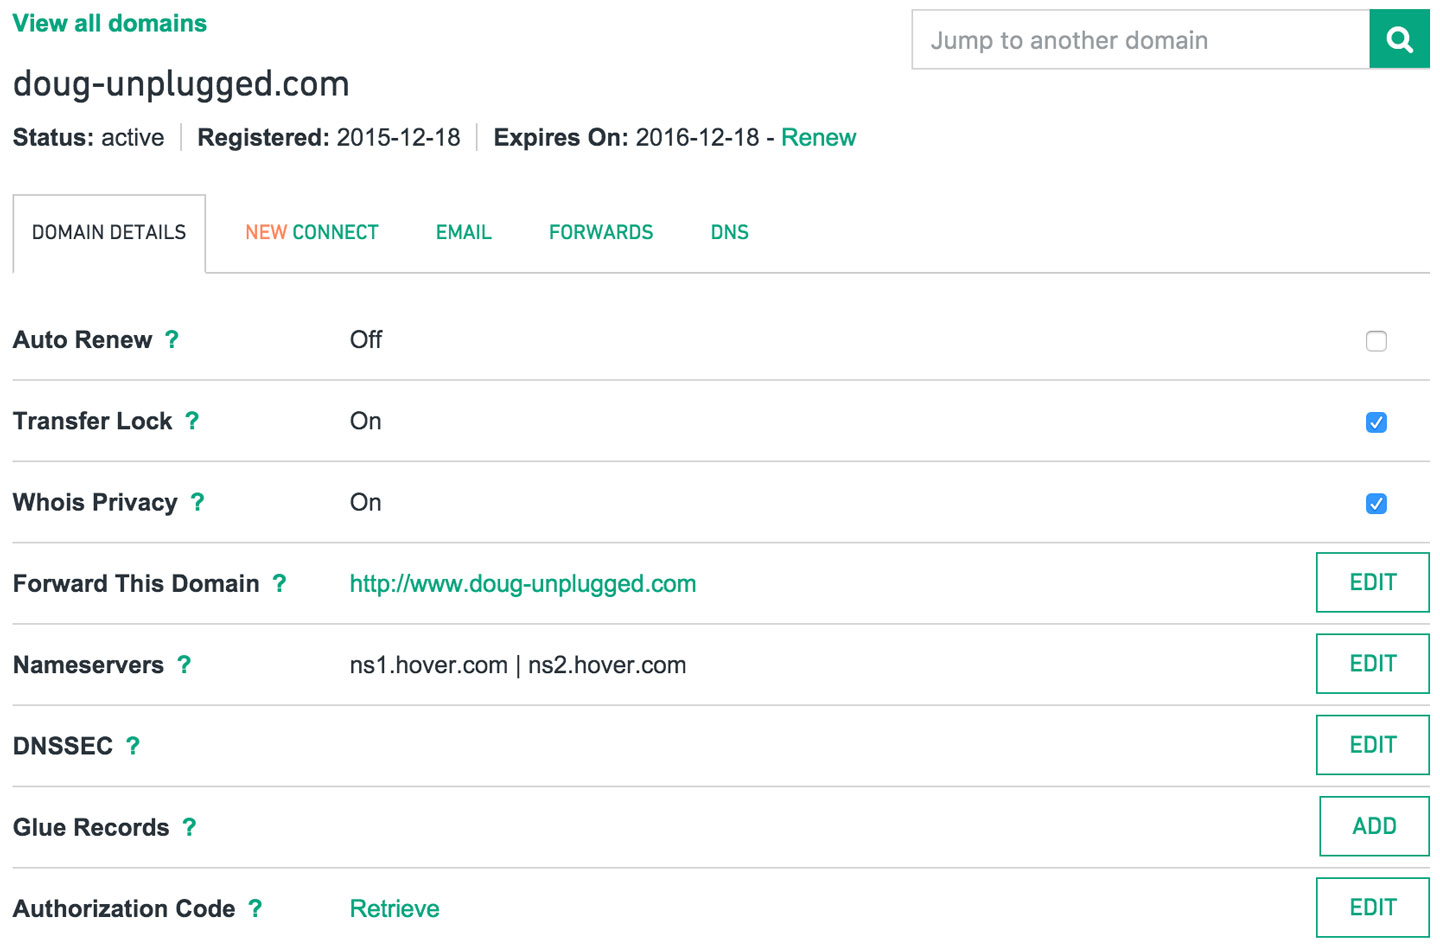 View all domains
Jump to another domain
doug-unplugged.com
Status: active Registered: 2015-12-18 Expires On: 2016-12-18 - Renew
DOMAIN DETAILS NEW CONNECT EMAIL FORWARDS DNS
Auto Renew ? Off
Transfer Lock ? On
Whois Privacy ? On
Forward This Domain ? http://www.doug-unplugged.com EDIT
Nameservers ? ns1.hover.com | ns2.hover.com EDIT
DNSSEC ? EDIT
Glue Records ? ADD
Authorization Code ? Retrieve EDIT